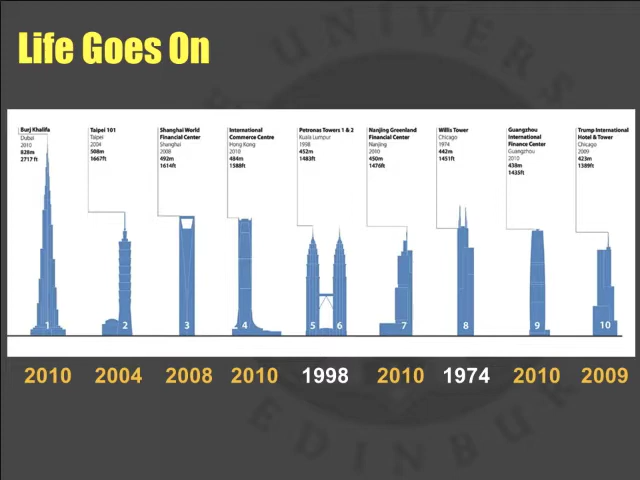 Life Goes On
Burj Khalifa
Dubai
2010
828m
2717 ft
Taipei 101
Taipei
2004
508m
1667ft
Shanghai World
Financial Center
Shanghai
2008
492m
1614ft
International
Commerce Centre
Hong Kong
2010
484m
1588ft
Petronas Towers 1 & 2
Kuala Lumpur
1998
452m
1483ft
Nanjing Greenland
Financial Center
Nanjing
2010
450m
1476ft
Willis Tower
Chicago
1974
442m
1451ft
Guangzhou
International
Finance Center
Guangzhou
2010
438m
1435ft
Trump International
Hotel & Tower
Chicago
2009
423m
1389ft
1 2 3 4 5 6 7 8 9 10
2010 2004 2008 2010 1998 2010 1974 2010 2009
UNIVERS
EDINBUR